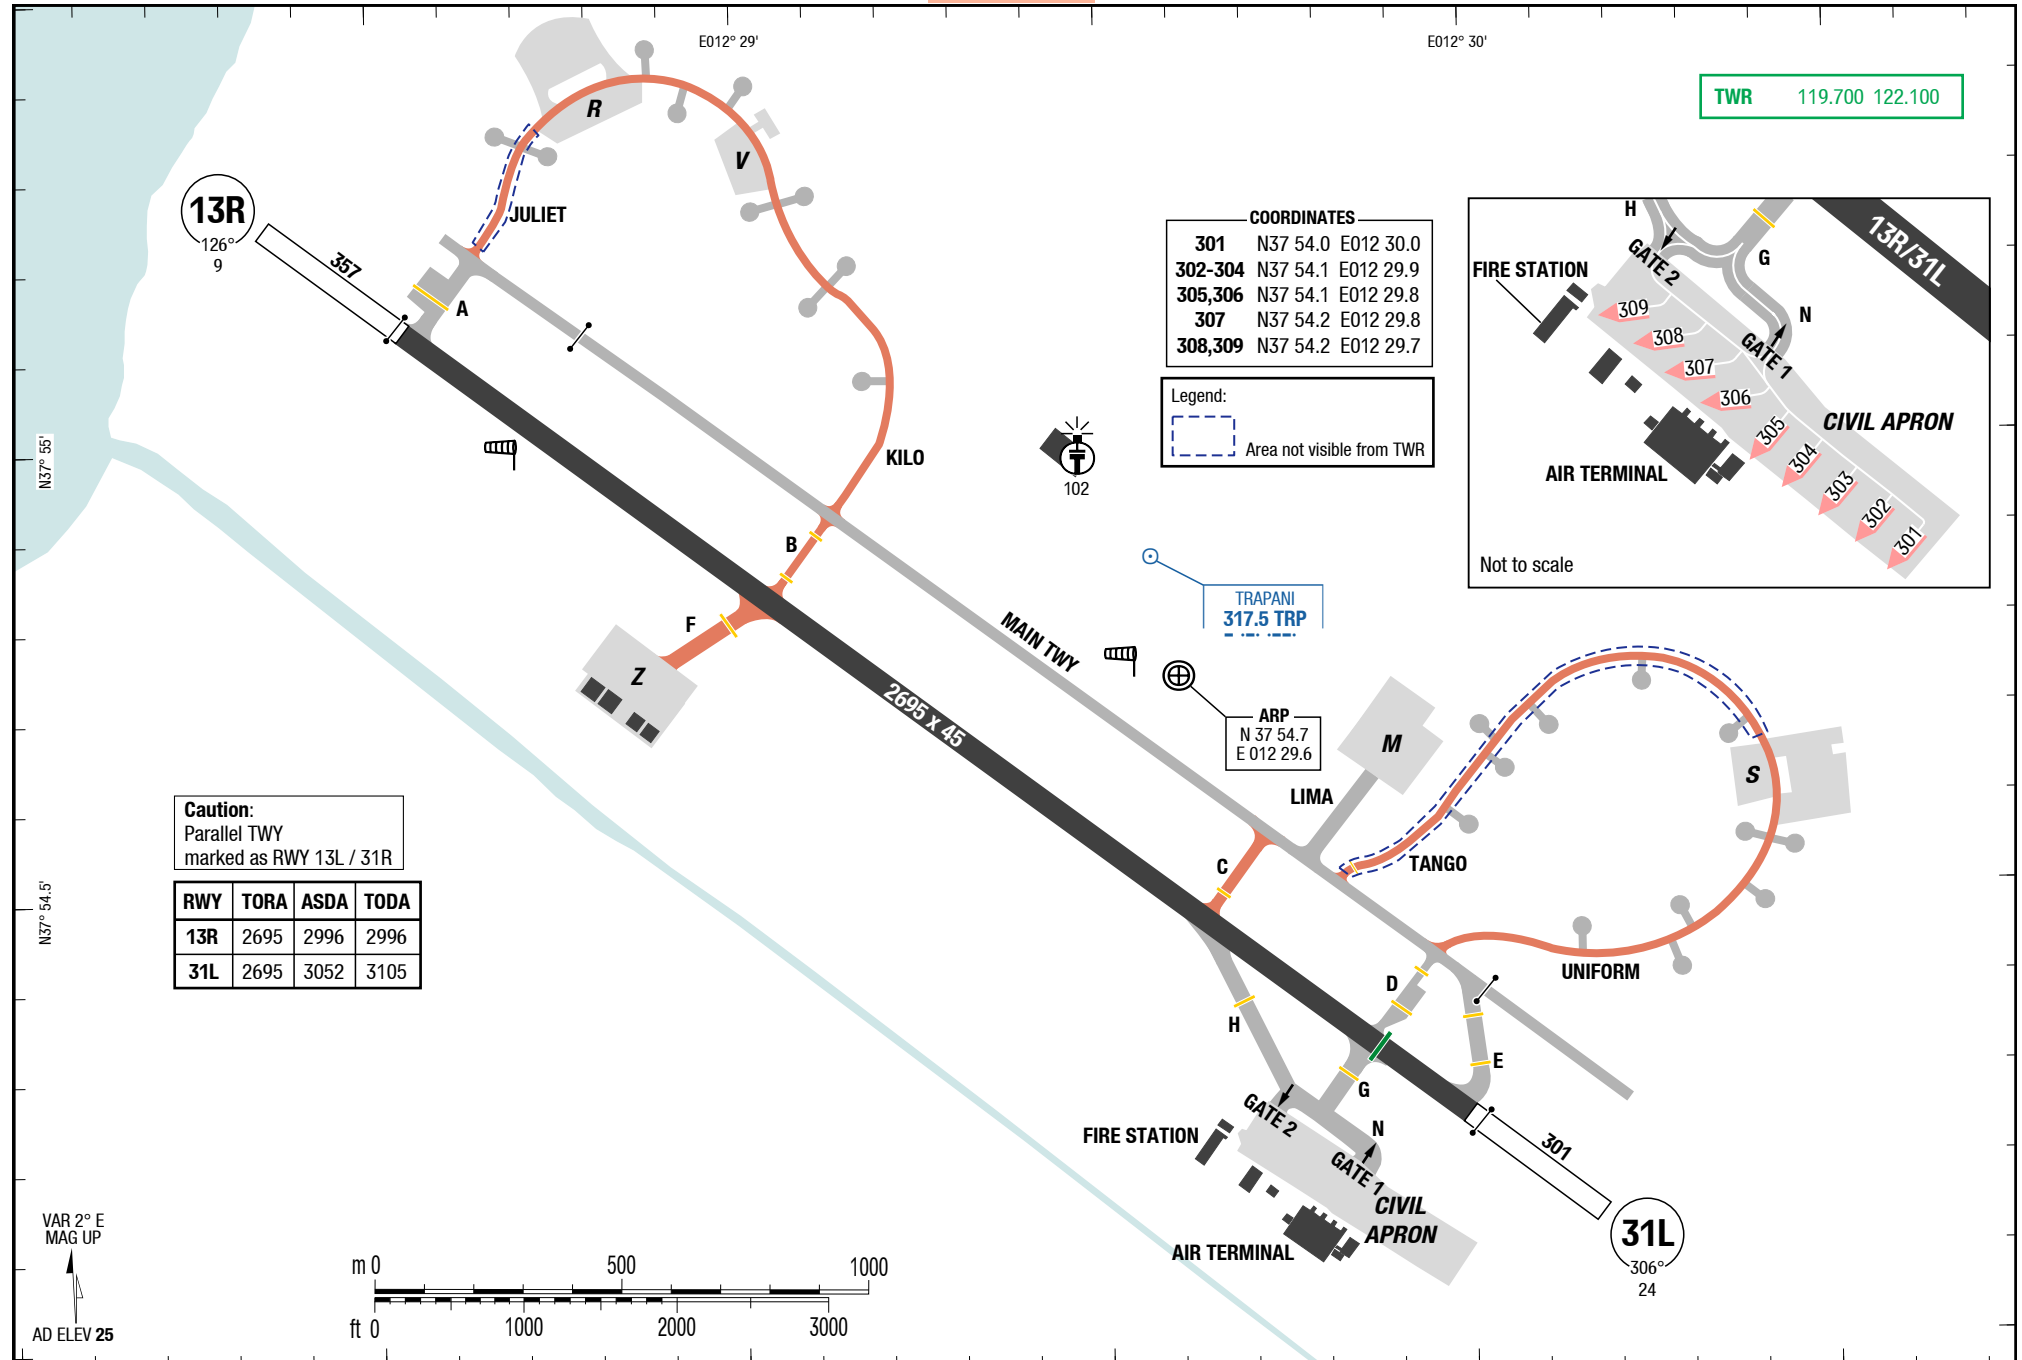 E012° 29'
E012° 30'
TWR 119.700 122.100
R
V
JULIET
13R
126°
9
357
A
COORDINATES
301 N37 54.0 E012 30.0
302-304 N37 54.1 E012 29.9
305,306 N37 54.1 E012 29.8
307 N37 54.2 E012 29.8
308,309 N37 54.2 E012 29.7
Legend:
Area not visible from TWR
H
13R/31L
GATE 2
G
FIRE STATION
N
309
308
GATE 1
307
306
CIVIL APRON
305
304
AIR TERMINAL
303
302
301
Not to scale
N37° 55'
KILO
102
B
TRAPANI
317.5 TRP
F
MAIN TWY
Z
2695 x 45
ARP
N 37 54.7
E 012 29.6
M
S
LIMA
TANGO
C
Caution:
Parallel TWY
marked as RWY 13L / 31R
RWY TORA ASDA TODA
13R 2695 2996 2996
31L 2695 3052 3105
N37° 54.5'
UNIFORM
D
H
E
G
GATE 2
N
FIRE STATION
GATE 1
301
CIVIL
APRON
AIR TERMINAL
31L
306°
24
VAR 2° E
MAG UP
AD ELEV 25
m 0 500 1000
ft 0 1000 2000 3000